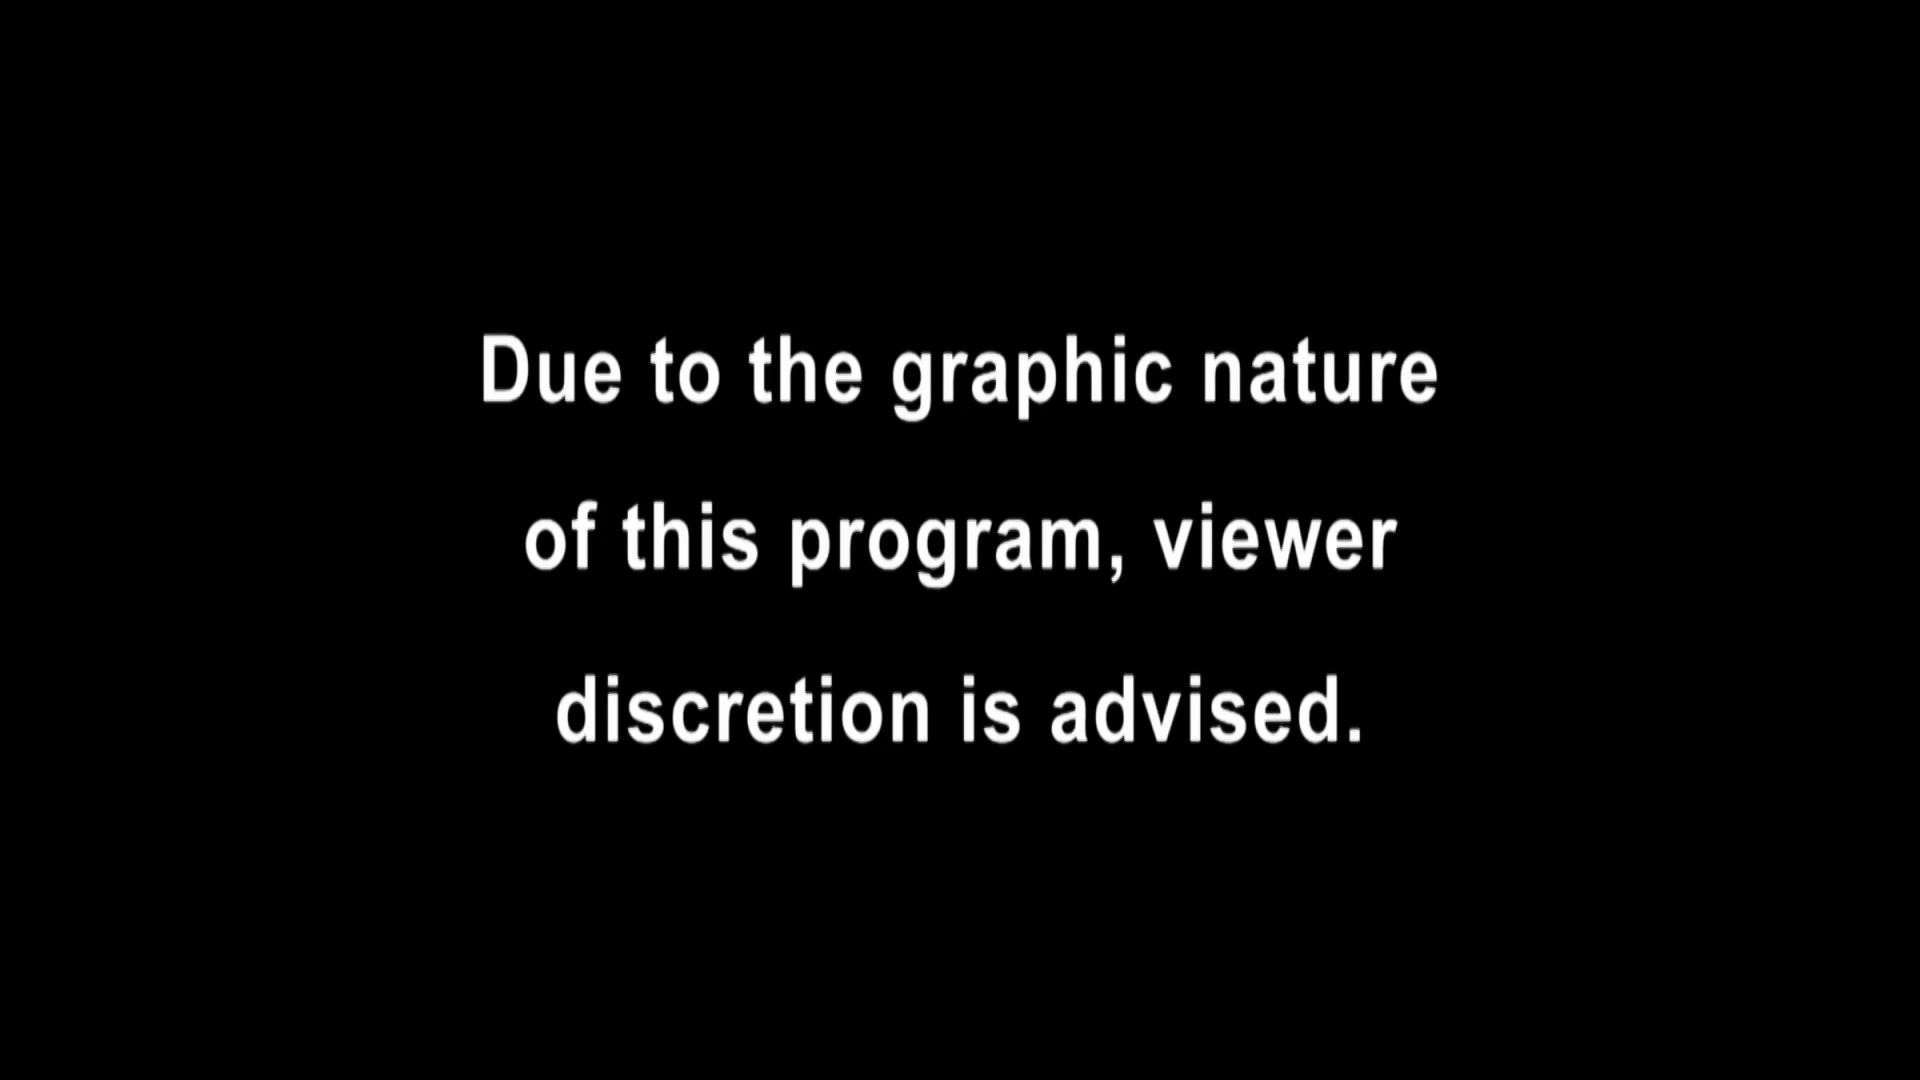 Due to the graphic nature
of this program, viewer
discretion is advised.